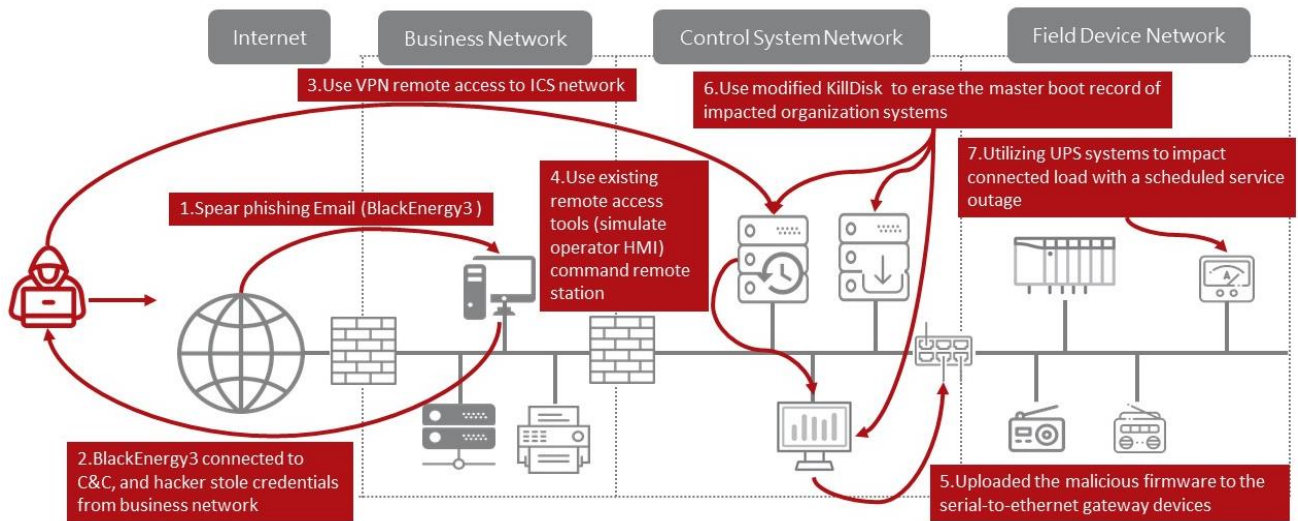 Internet
Business Network
Control System Network
Field Device Network
3.Use VPN remote access to ICS network
6.Use modified KillDisk to erase the master boot record of
impacted organization systems
1.Spear phishing Email (BlackEnergy3 )
4.Use existing
remote access
tools (simulate
operator HMI)
command remote
station
7.Utilizing UPS systems to impact
connected load with a scheduled service
outage
A
2.BlackEnergy3 connected to
C&C, and hacker stole credentials
from business network
5.Uploaded the malicious firmware to the
serial-to-ethernet gateway devices